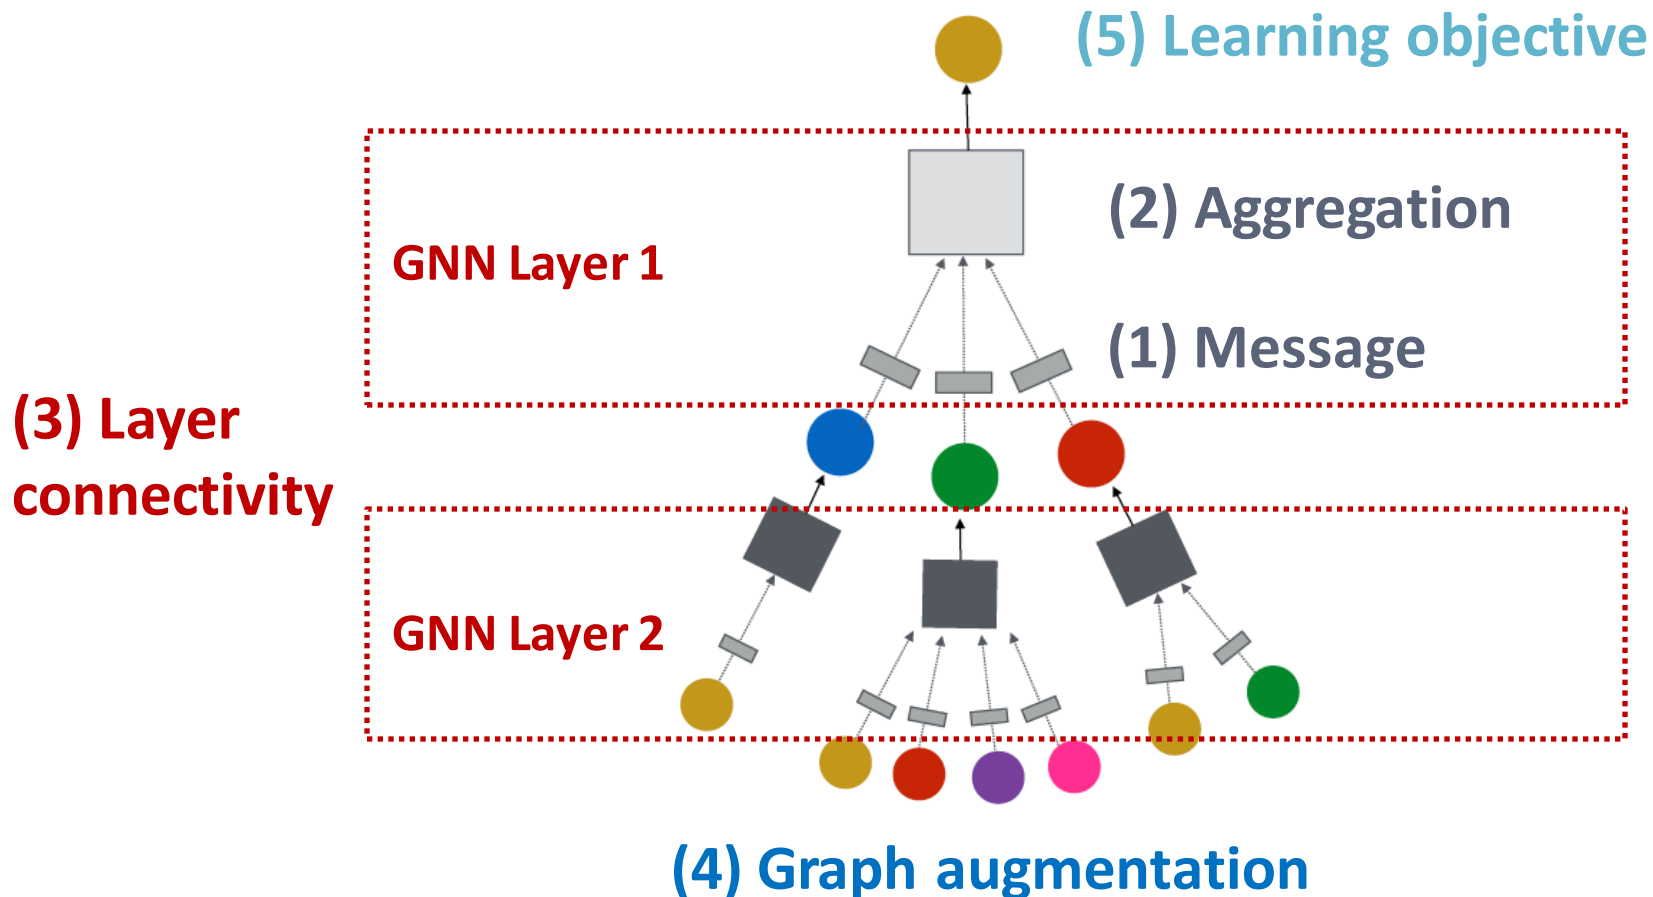 (5) Learning objective
(2) Aggregation
GNN Layer 1
(1) Message
(3) Layer
connectivity
GNN Layer 2
(4) Graph augmentation